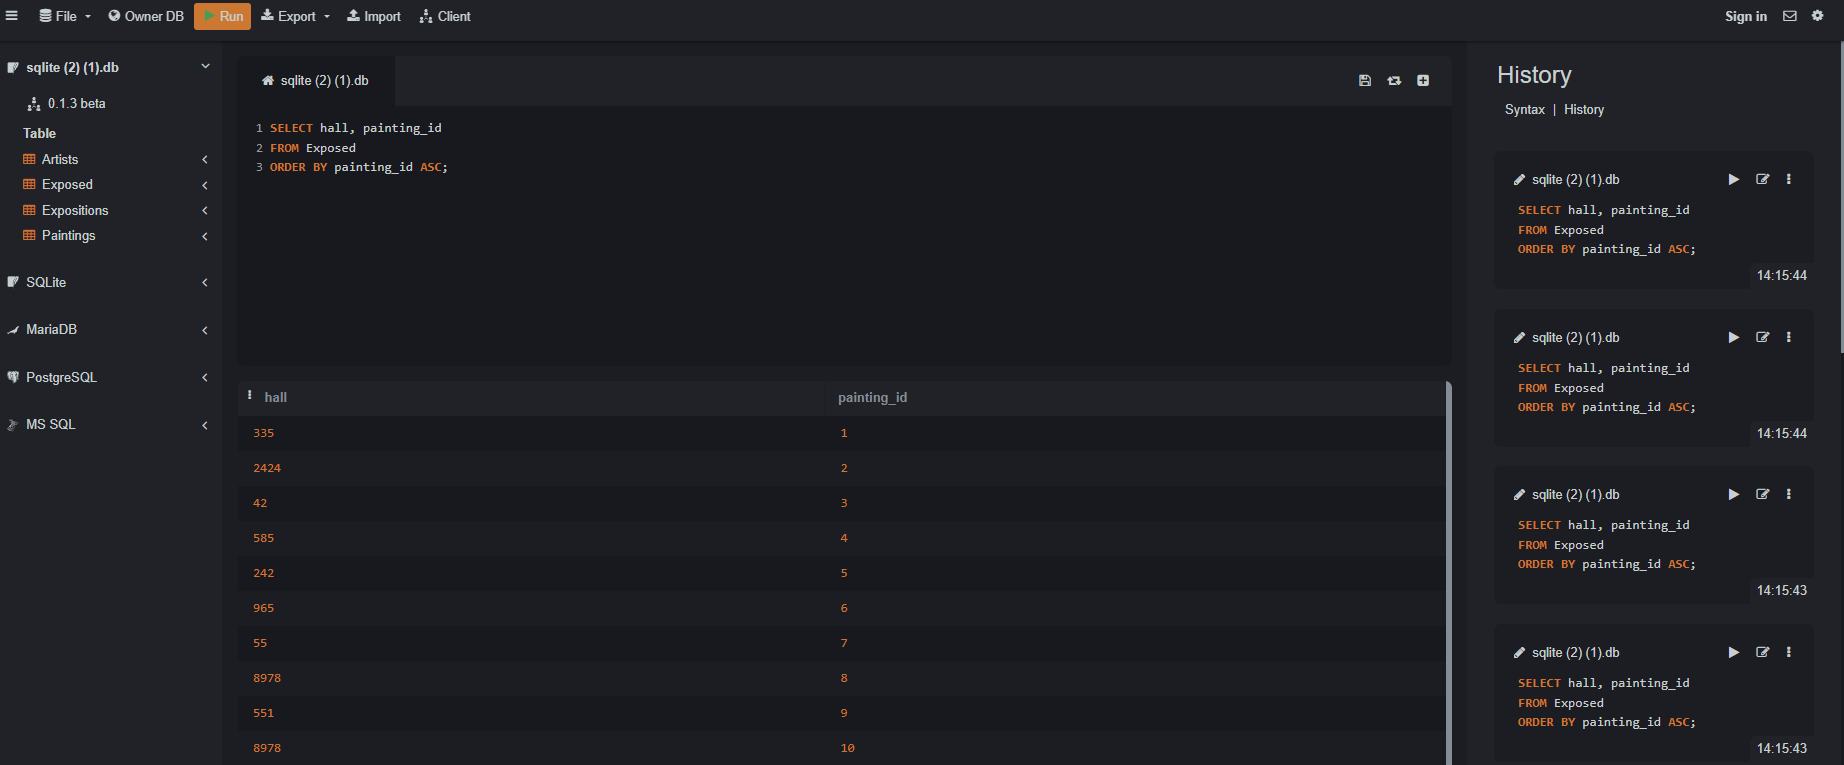 File Owner DB Run Export Import Client Sign in
sqlite (2) (1).db
0.1.3 beta
Table
Artists
Exposed
Expositions
Paintings
SQLite
MariaDB
PostgreSQL
MS SQL
sqlite (2) (1).db
1 SELECT hall, painting_id
2 FROM Exposed
3 ORDER BY painting_id ASC;
hall painting_id
335 1
2424 2
42 3
585 4
242 5
965 6
55 7
8978 8
551 9
8978 10
History
Syntax | History
sqlite (2) (1).db
SELECT hall, painting_id
FROM Exposed
ORDER BY painting_id ASC;
14:15:44
sqlite (2) (1).db
SELECT hall, painting_id
FROM Exposed
ORDER BY painting_id ASC;
14:15:44
sqlite (2) (1).db
SELECT hall, painting_id
FROM Exposed
ORDER BY painting_id ASC;
14:15:43
sqlite (2) (1).db
SELECT hall, painting_id
FROM Exposed
ORDER BY painting_id ASC;
14:15:43